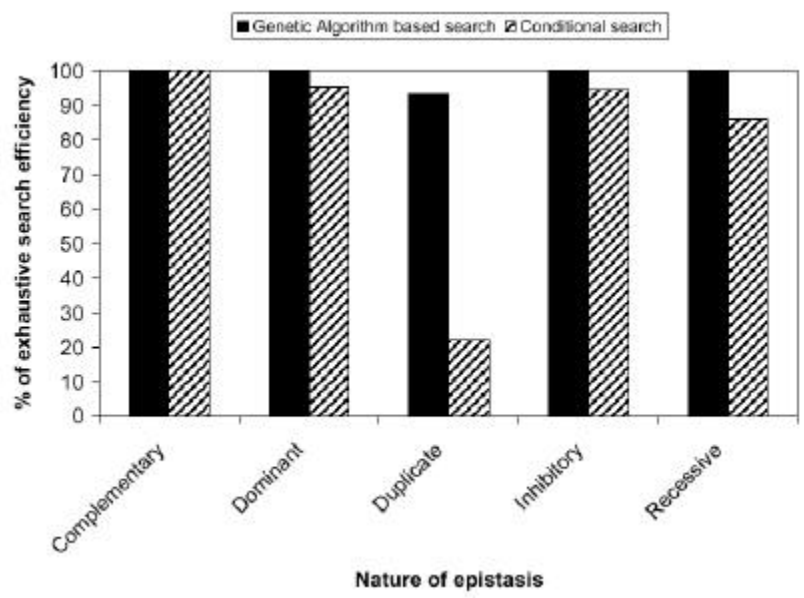 Genetic Algorithm based search Conditional search
% of exhaustive search efficiency
100
90
80
70
60
50
40
30
20
10
0
Complementary
Dominant
Duplicate
Inhibitory
Recessive
Nature of epistasis